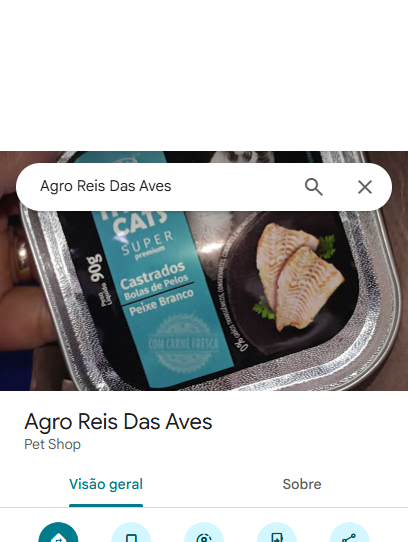 Agro Reis Das Aves
CATS
SUPER
premium
90g
Castrados
Bolas de Pelos
Peixe Branco
COM CARNE FRESCA
Agro Reis Das Aves
Pet Shop
Visão geral
Sobre